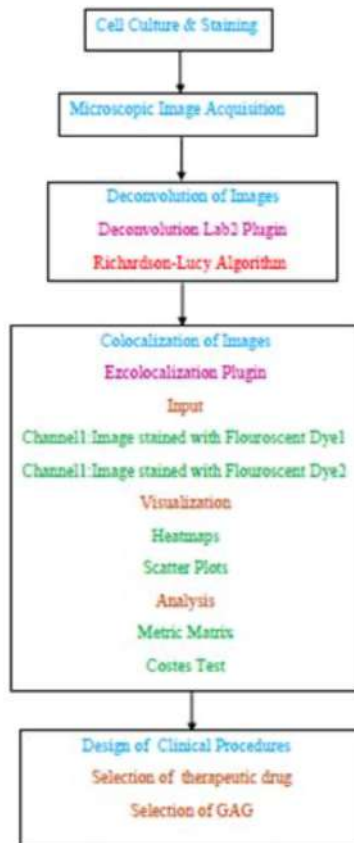 Cell Culture & Staining
Microscopic Image Acquisition
Deconvolution of Images
Deconvolution Lab2 Plugin
Richardson-Lucy Algorithm
Colocalization of Images
Ezcolocalization Plugin
Input
Channel1:Image stained with Flouroscent Dye1
Channel1:Image stained with Flouroscent Dye2
Visualization
Heatmaps
Scatter Plots
Analysis
Metric Matrix
Costes Test
Design of Clinical Procedures
Selection of therapeutic drug
Selection of GAG